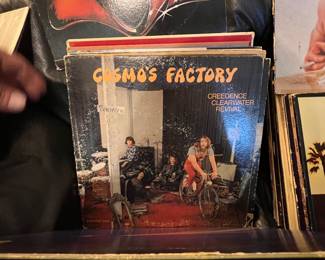 COSMO'S FACTORY
CREEDENCE
CLEARWATER
REVIVAL